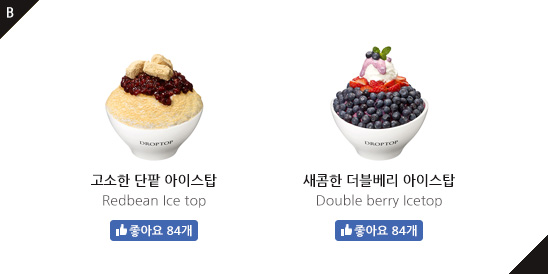 B
DROPTOP
DROPTOP
고소한 단팥 아이스탑
Redbean Ice top
좋아요 84개
새콤한 더블베리 아이스탑
Double berry Icetop
좋아요 84개